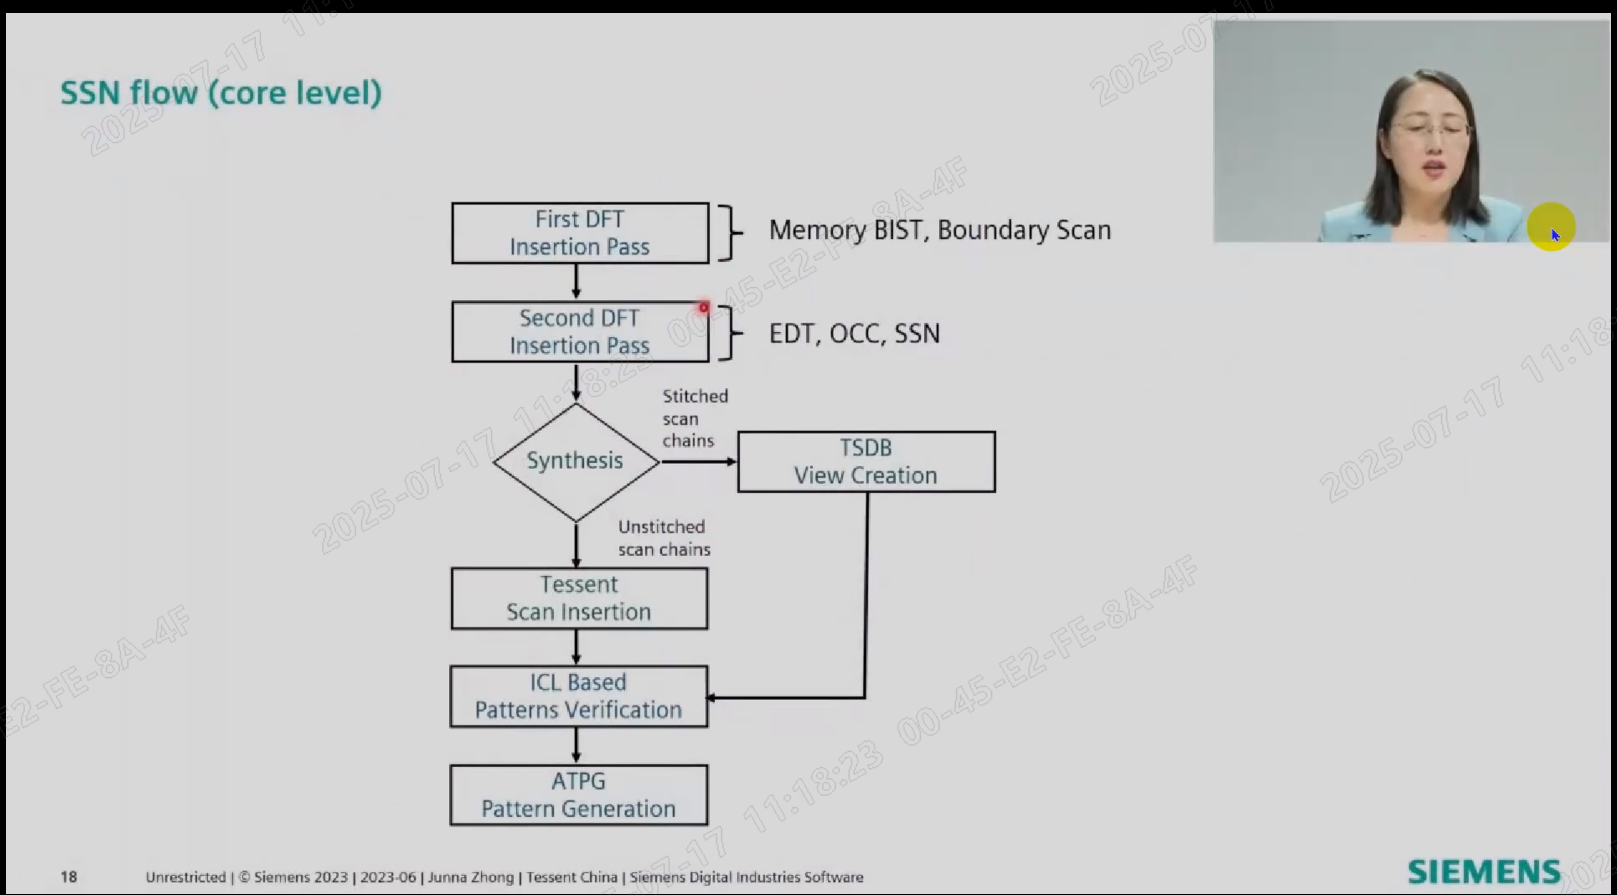 SSN flow (core level)
First DFT
Insertion Pass
Memory BIST, Boundary Scan
Second DFT
Insertion Pass
EDT, OCC, SSN
Stitched
scan
chains
Synthesis
TSDB
View Creation
Unstitched
scan chains
Tessent
Scan Insertion
ICL Based
Patterns Verification
ATPG
Pattern Generation
18
Unrestricted | © Siemens 2023 | 2023-06 | Junna Zhong | Tessent China | Siemens Digital Industries Software
SIEMENS
2025-07-17 11:18:23 00-45-E2-FE-8A-4F